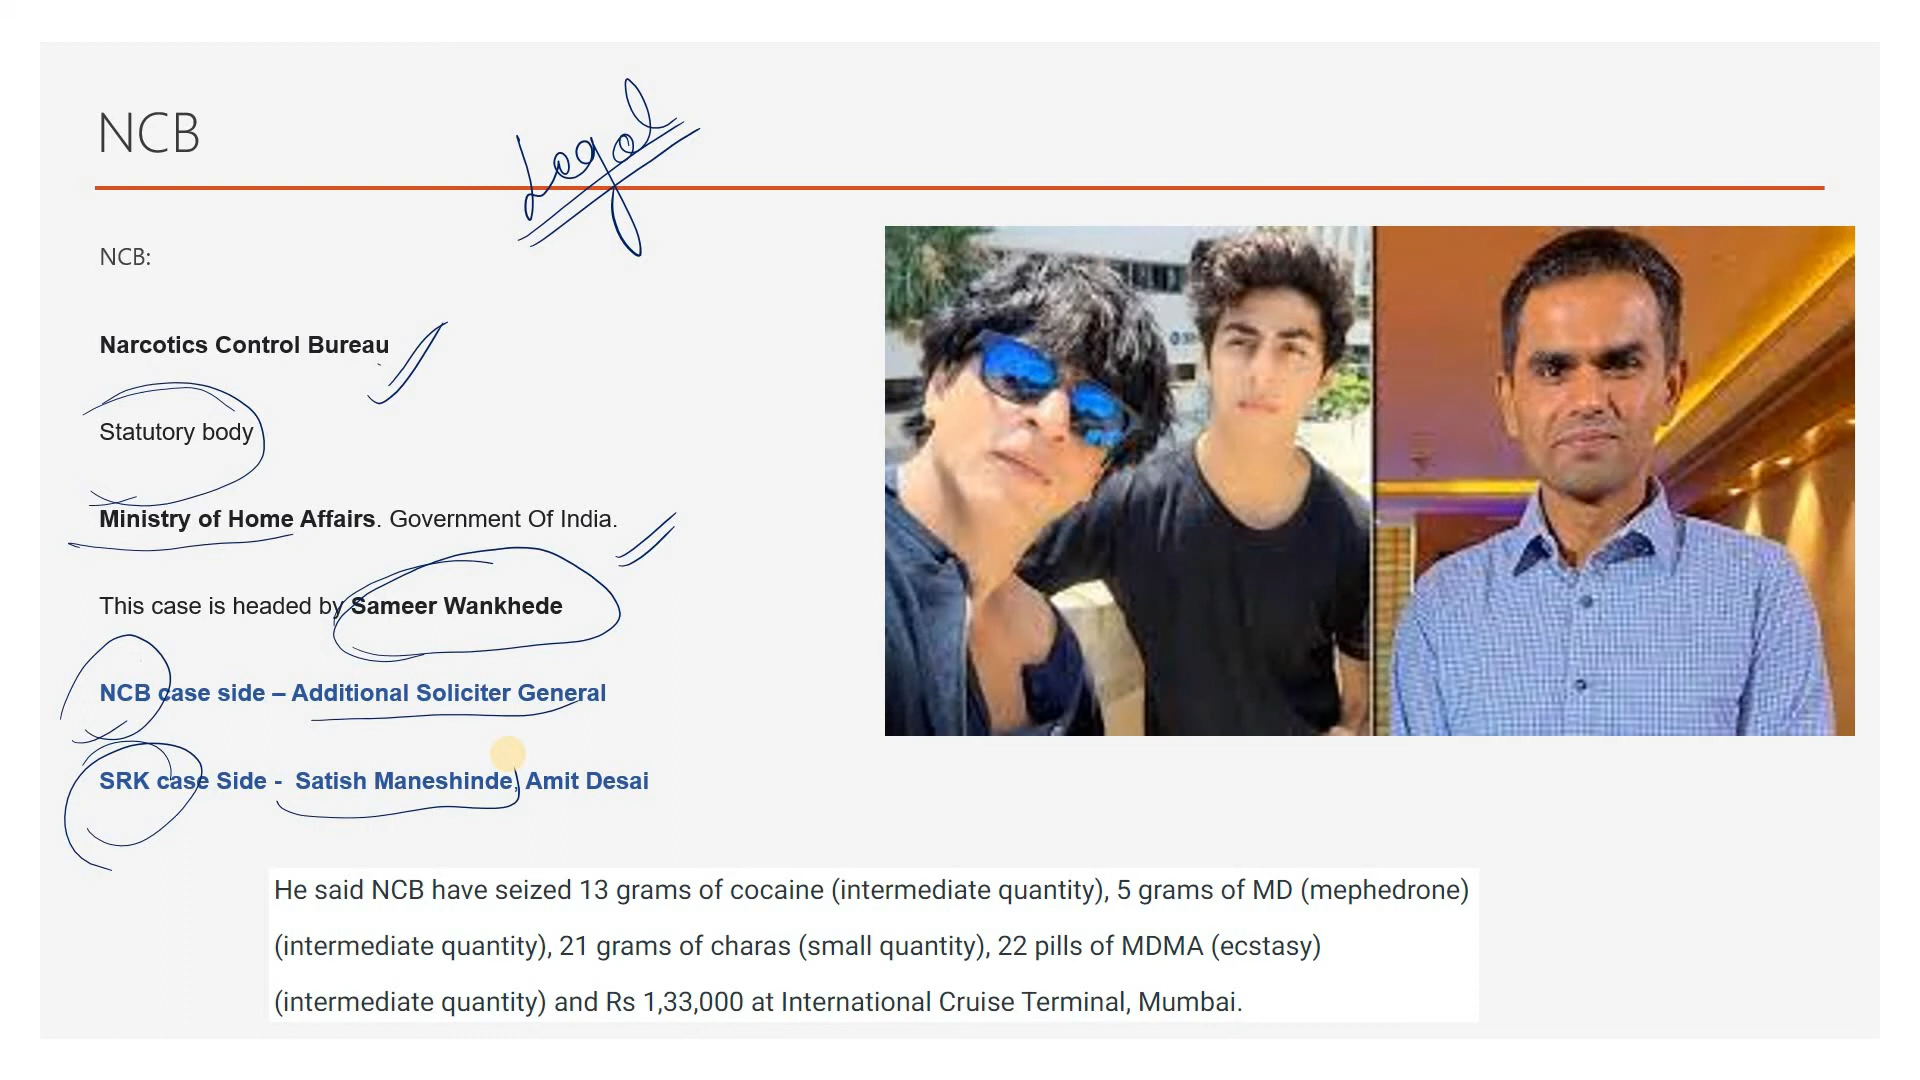 NCB
Legal
NCB:
Narcotics Control Bureau
Statutory body
Ministry of Home Affairs. Government Of India.
This case is headed by Sameer Wankhede
NCB case side – Additional Soliciter General
SRK case Side -  Satish Maneshinde, Amit Desai
He said NCB have seized 13 grams of cocaine (intermediate quantity), 5 grams of MD (mephedrone)
(intermediate quantity), 21 grams of charas (small quantity), 22 pills of MDMA (ecstasy)
(intermediate quantity) and Rs 1,33,000 at International Cruise Terminal, Mumbai.